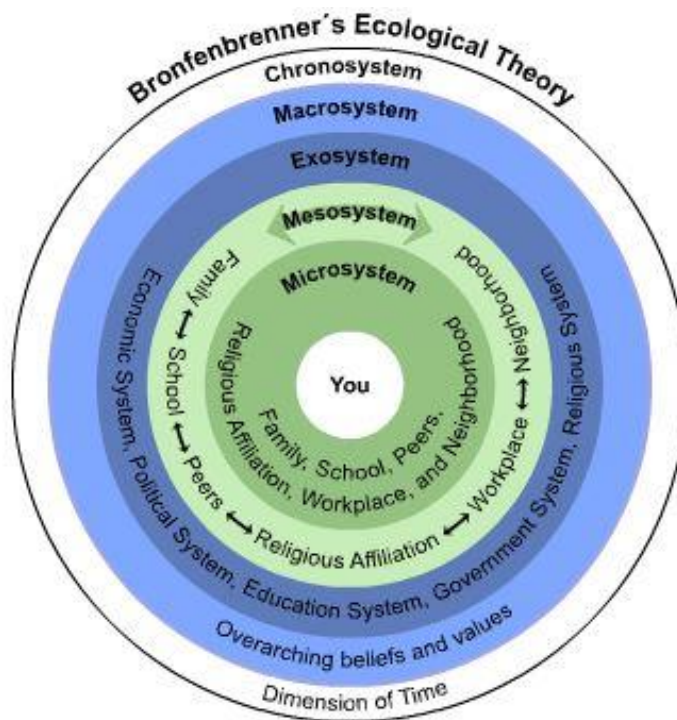 Bronfenbrenner´s Ecological Theory
Chronosystem
Macrosystem
Exosystem
Mesosystem
Family ↔ School ↔ Peers ↔ Religious Affiliation ↔ Workplace ↔ Neighborhood
Microsystem
You
Family, School, Peers,
Religious Affiliation, Workplace, and Neighborhood
Economic System, Political System, Education System, Government System, Religious System
Overarching beliefs and values
Dimension of Time